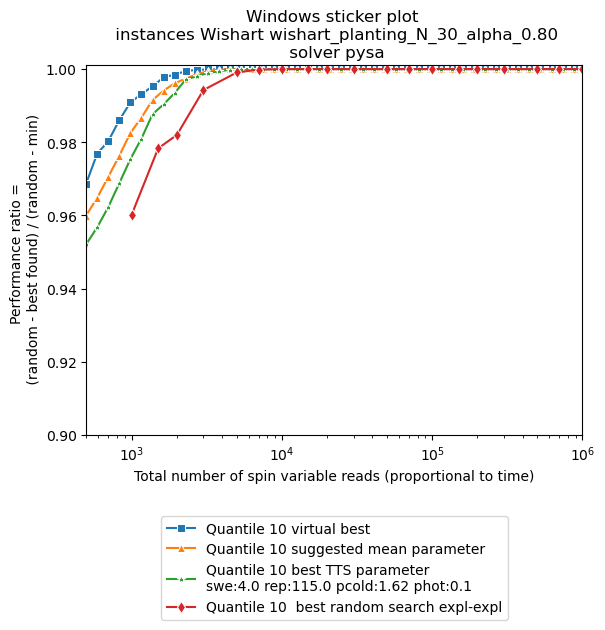 Windows sticker plot
instances Wishart wishart_planting_N_30_alpha_0.80
solver pysa
Performance ratio =
(random - best found) / (random - min)
1.00
0.98
0.96
0.94
0.92
0.90
10³ 10⁴ 10⁵ 10⁶
Total number of spin variable reads (proportional to time)
Quantile 10 virtual best
Quantile 10 suggested mean parameter
Quantile 10 best TTS parameter
swe:4.0 rep:115.0 pcold:1.62 phot:0.1
Quantile 10  best random search expl-expl